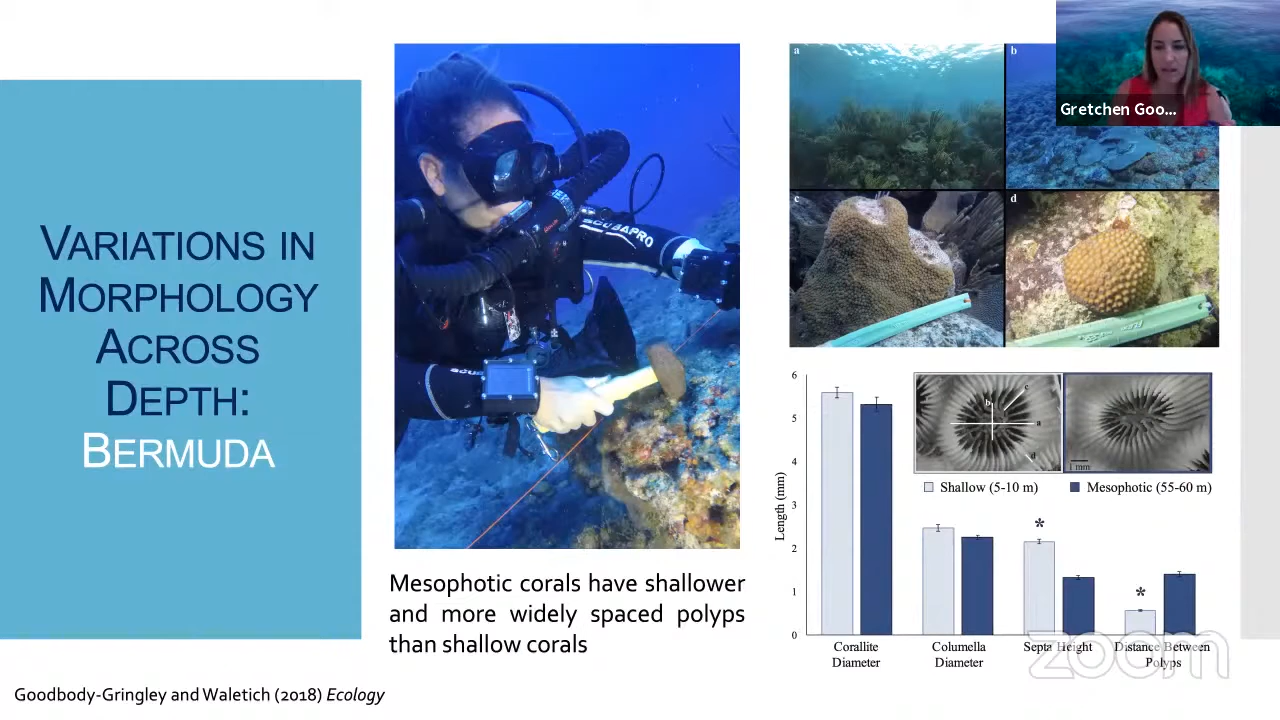 VARIATIONS IN
MORPHOLOGY
ACROSS
DEPTH:
BERMUDA
SCUBAPRO
Mesophotic corals have shallower
and more widely spaced polyps
than shallow corals
Goodbody-Gringley and Waletich (2018) Ecology
a
b
c
d
Gretchen Goo...
6
5
4
3
2
1
0
Length (mm)
b
c
a
d
1 mm
Shallow (5-10 m)
Mesophotic (55-60 m)
*
*
Corallite
Diameter
Columella
Diameter
Septa Height
Distance Between
Polyps
zoom